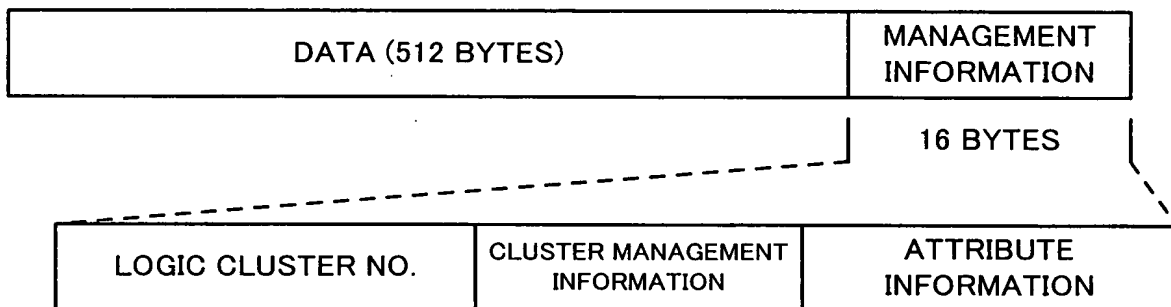 DATA (512 BYTES)
MANAGEMENT
INFORMATION
16 BYTES
LOGIC CLUSTER NO.
CLUSTER MANAGEMENT
INFORMATION
ATTRIBUTE
INFORMATION